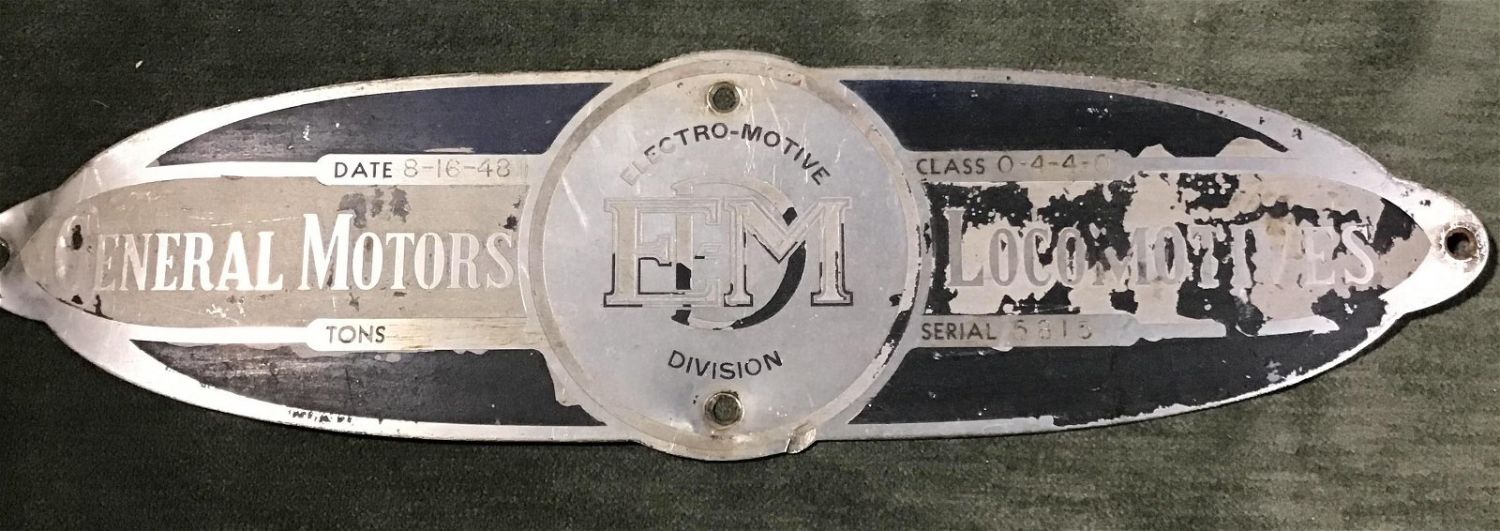 DATE 8-16-48
GENERAL MOTORS
TONS
ELECTRO-MOTIVE
EMD
DIVISION
CLASS 0-4-4-0
LOCOMOTIVES
SERIAL